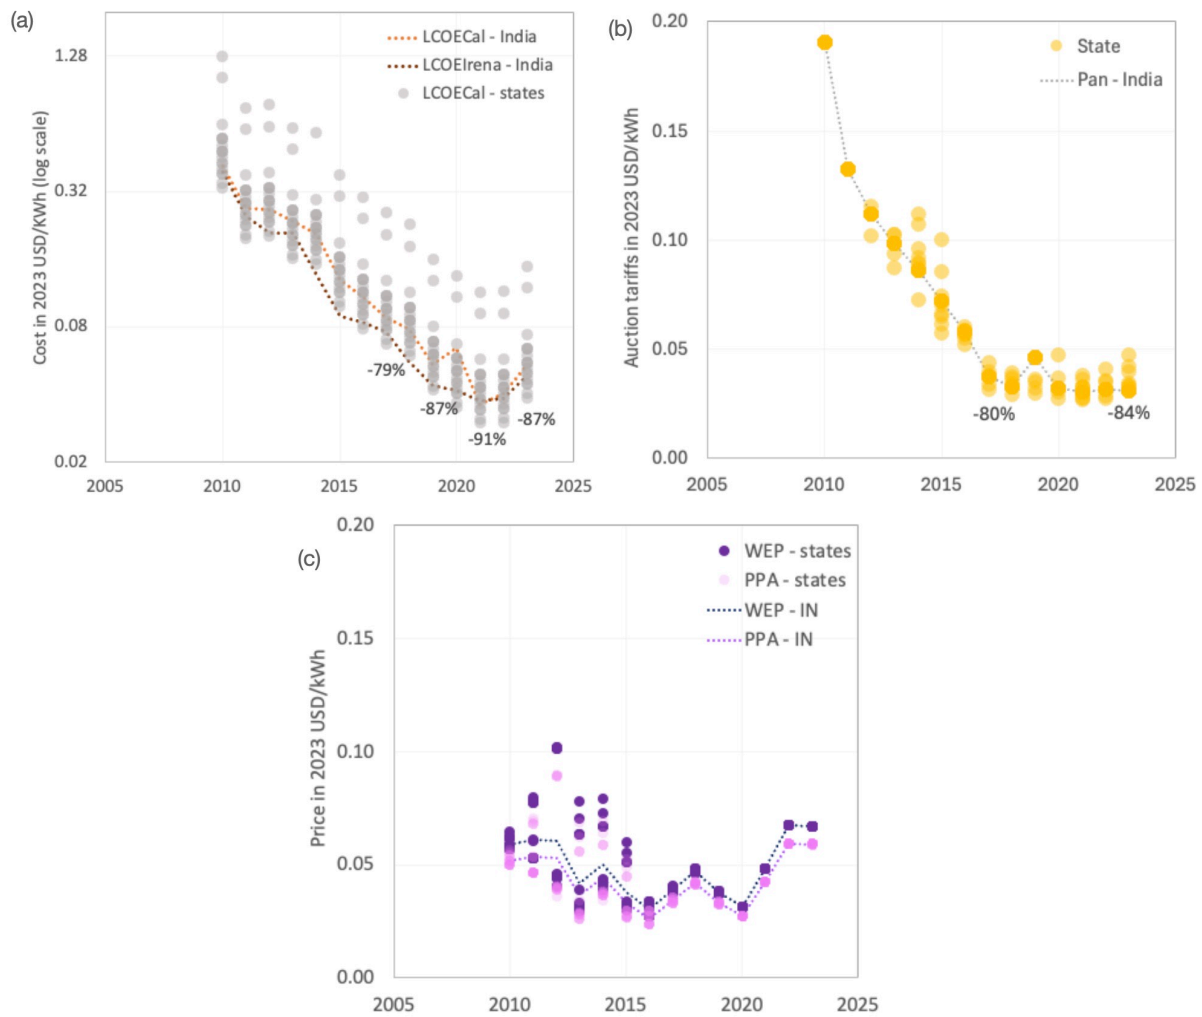 (a)
LCOECal - India
LCOEIrena - India
LCOECal - states
Cost in 2023 USD/KWh (log scale)
1.28
0.32
0.08
0.02
-79%
-87%
-91%
-87%
2005 2010 2015 2020 2025
(b)
State
Pan - India
Auction tariffs in 2023 USD/kWh
0.20
0.15
0.10
0.05
0.00
-80%
-84%
2005 2010 2015 2020 2025
(c)
WEP - states
PPA - states
WEP - IN
PPA - IN
Price in 2023 USD/kWh
0.20
0.15
0.10
0.05
0.00
2005 2010 2015 2020 2025